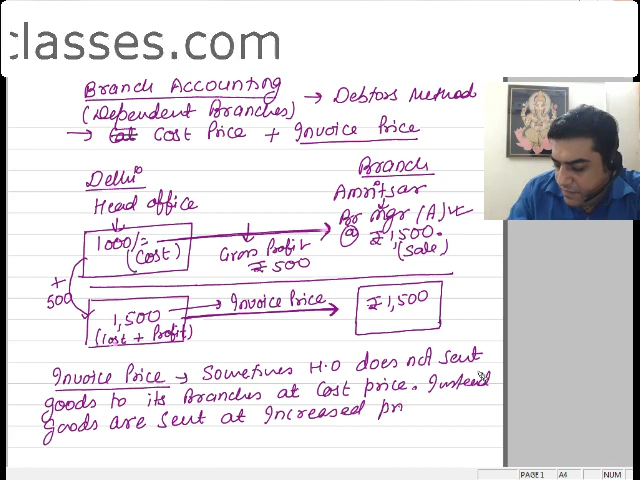 classes.com
Branch Accounting → Debtors Method
(Dependent Branches)
→ Cost Price + Invoice Price
Delhi
Head office
Branch
Amritsar
Br Mgr (A)
@ ₹1,500.
(Sale)
1000/=
(Cost)
Gross Profit
₹500
+
500
1,500
(Cost + Profit)
Invoice Price
₹1,500
Invoice Price → Sometimes H.O does not sent
goods to its Branches at Cost price. Instead
goods are sent at Increased pr
PAGE 1 A4 NUM